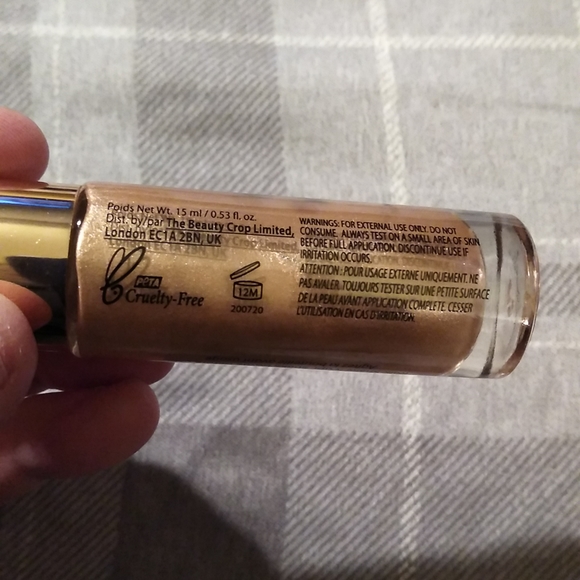 Poids Net Wt. 15 ml / 0.53 fl. oz.
Dist. by/par The Beauty Crop Limited,
London EC1A 2BN, UK
PETA
Cruelty-Free
12M
200720
WARNINGS: FOR EXTERNAL USE ONLY. DO NOT
CONSUME. ALWAYS TEST ON A SMALL AREA OF SKIN
BEFORE FULL APPLICATION. DISCONTINUE USE IF
IRRITATION OCCURS.
ATTENTION : POUR USAGE EXTERNE UNIQUEMENT. NE
PAS AVALER. TOUJOURS TESTER SUR UNE PETITE SURFACE
DE LA PEAU AVANT APPLICATION COMPLETE. CESSER
L'UTILISATION EN CAS D'IRRITATION.